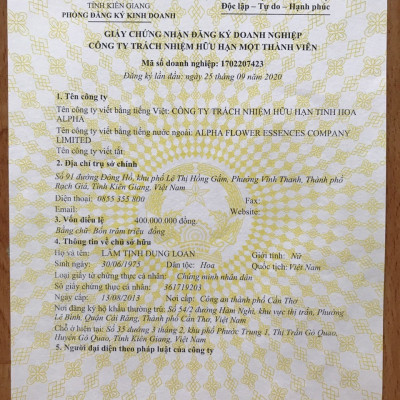 TỈNH KIÊN GIANG
PHÒNG ĐĂNG KÝ KINH DOANH
Độc lập – Tự do – Hạnh phúc
GIẤY CHỨNG NHẬN ĐĂNG KÝ DOANH NGHIỆP
CÔNG TY TRÁCH NHIỆM HỮU HẠN MỘT THÀNH VIÊN
Mã số doanh nghiệp: 1702207423
Đăng ký lần đầu: ngày 25 tháng 09 năm 2020
1. Tên công ty
Tên công ty viết bằng tiếng Việt: CÔNG TY TRÁCH NHIỆM HỮU HẠN TINH HOA
ALPHA
Tên công ty viết bằng tiếng nước ngoài: ALPHA FLOWER ESSENCES COMPANY
LIMITED
Tên công ty viết tắt:
2. Địa chỉ trụ sở chính
Số 91 đường Đông Hồ, khu phố Lê Thị Hồng Gấm, Phường Vĩnh Thanh, Thành phố
Rạch Giá, Tỉnh Kiên Giang, Việt Nam
Điện thoại: 0855 355 800 Fax:
Email: Website:
3. Vốn điều lệ 400.000.000 đồng.
Bằng chữ: Bốn trăm triệu đồng
4. Thông tin về chủ sở hữu
Họ và tên: LÂM TỊNH DUNG LOAN Giới tính: Nữ
Sinh ngày: 30/06/1975 Dân tộc: Hoa Quốc tịch: Việt Nam
Loại giấy tờ chứng thực cá nhân: Chứng minh nhân dân
Số giấy chứng thực cá nhân: 361719203
Ngày cấp: 13/08/2013 Nơi cấp: Công an thành phố Cần Thơ
Nơi đăng ký hộ khẩu thường trú: Số 54/2 đường Hàm Nghi, khu vực thị trấn, Phường
Lê Bình, Quận Cái Răng, Thành phố Cần Thơ, Việt Nam
Chỗ ở hiện tại: Số 33 đường 3 tháng 2, khu phố Phước Trung 1, Thị Trấn Gò Quao,
Huyện Gò Quao, Tỉnh Kiên Giang, Việt Nam
5. Người đại diện theo pháp luật của công ty